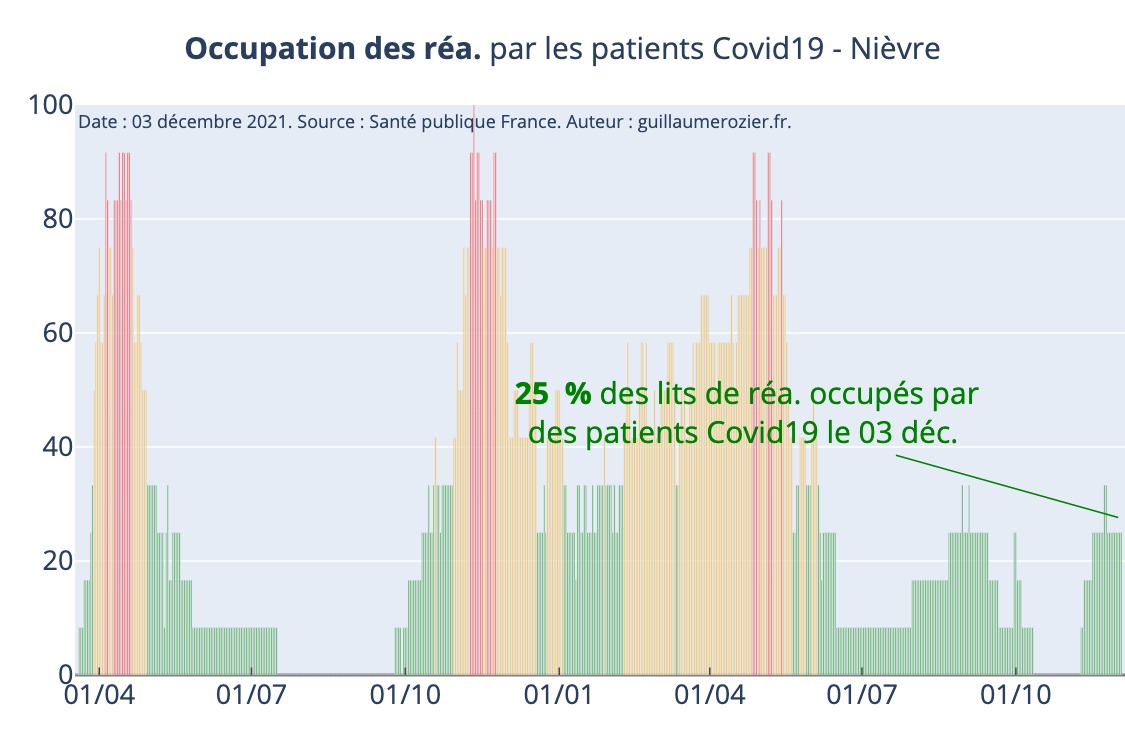 Occupation des réa. par les patients Covid19 - Nièvre
100
Date : 03 décembre 2021. Source : Santé publique France. Auteur : guillaumerozier.fr.
80
60
25 % des lits de réa. occupés par
des patients Covid19 le 03 déc.
40
20
0
01/04 01/07 01/10 01/01 01/04 01/07 01/10